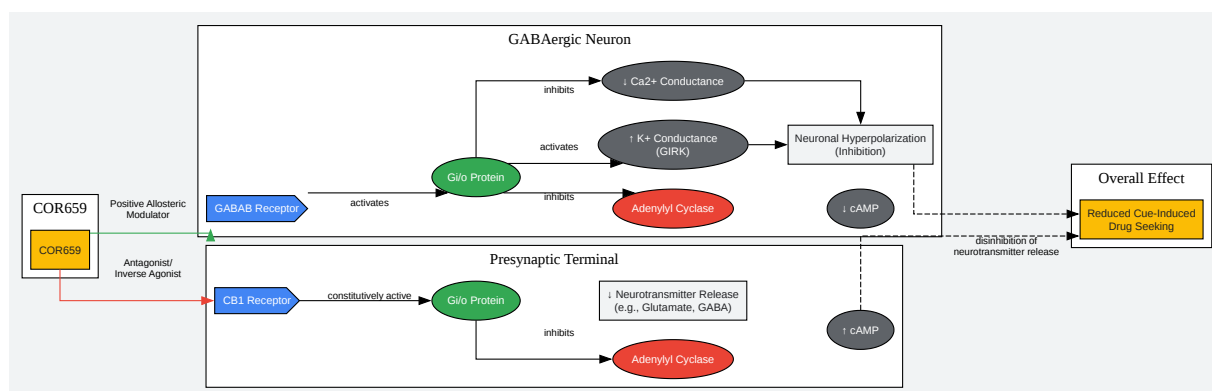 GABAergic Neuron
↓ Ca2+ Conductance
inhibits
↑ K+ Conductance
(GIRK)
activates
Neuronal Hyperpolarization
(Inhibition)
Gi/o Protein
inhibits
Adenylyl Cyclase
↓ cAMP
GABAB Receptor
activates
COR659
COR659
Positive Allosteric
Modulator
Antagonist/
Inverse Agonist
Overall Effect
Reduced Cue-Induced
Drug Seeking
disinhibition of
neurotransmitter release
Presynaptic Terminal
CB1 Receptor
constitutively active
Gi/o Protein
↓ Neurotransmitter Release
(e.g., Glutamate, GABA)
inhibits
Adenylyl Cyclase
↑ cAMP